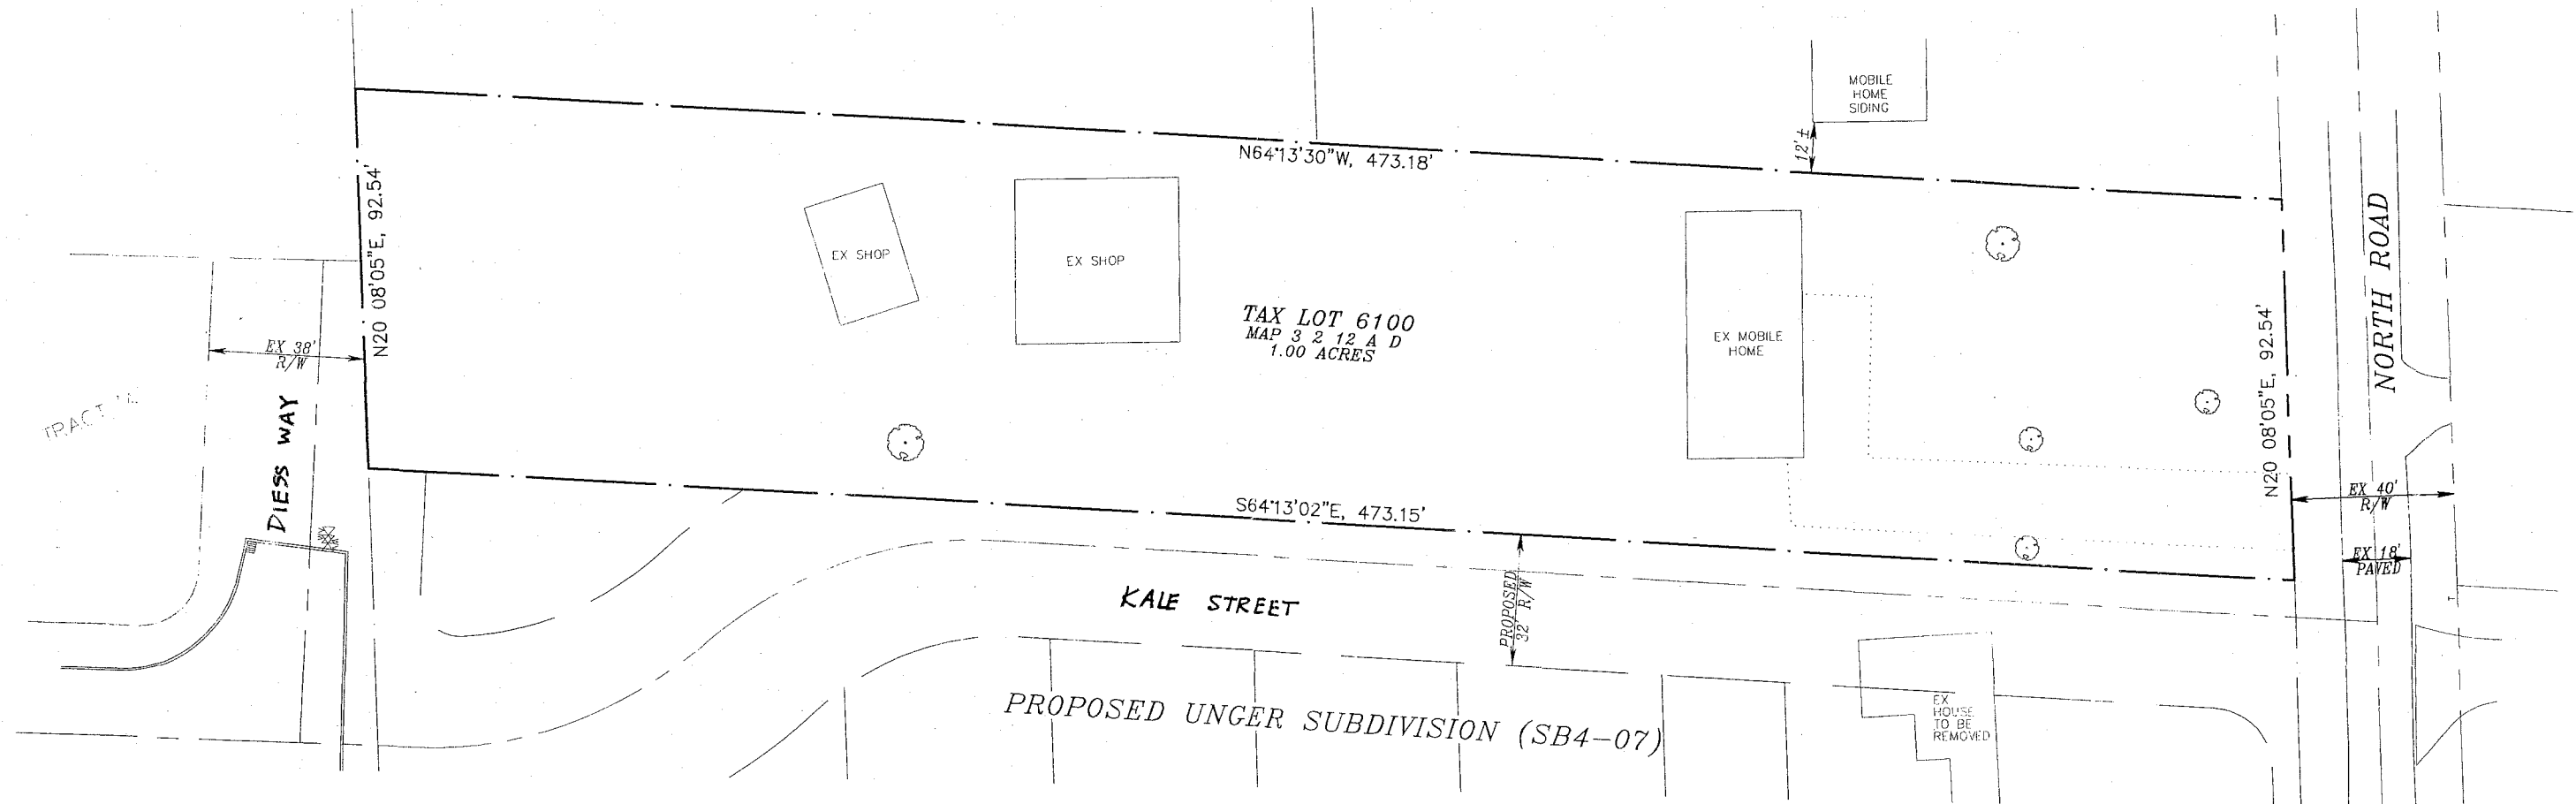 MOBILE
HOME
SIDING
12'±
N64°13'30"W, 473.18'
N20 08'05"E, 92.54'
EX SHOP
EX SHOP
TAX LOT 6100
MAP 3 2 12 A D
1.00 ACRES
EX MOBILE
HOME
N20 08'05"E, 92.54'
NORTH ROAD
EX 38'
R/W
DIESS WAY
TRACT
S64°13'02"E, 473.15'
EX 40'
R/W
EX 18'
PAVED
KALE STREET
PROPOSED
32' R/W
PROPOSED UNGER SUBDIVISION (SB4-07)
EX
HOUSE
TO BE
REMOVED